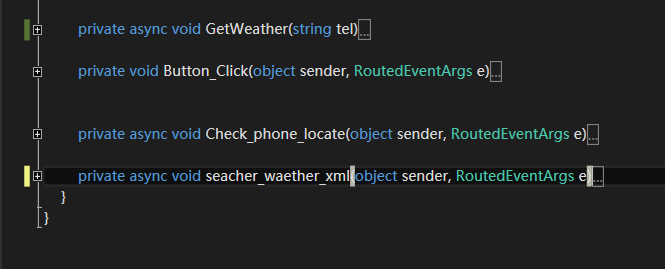 private async void GetWeather(string tel)...
private void Button_Click(object sender, RoutedEventArgs e)...
private async void Check_phone_locate(object sender, RoutedEventArgs e)...
private async void seacher_waether_xml(object sender, RoutedEventArgs e)...
}
}